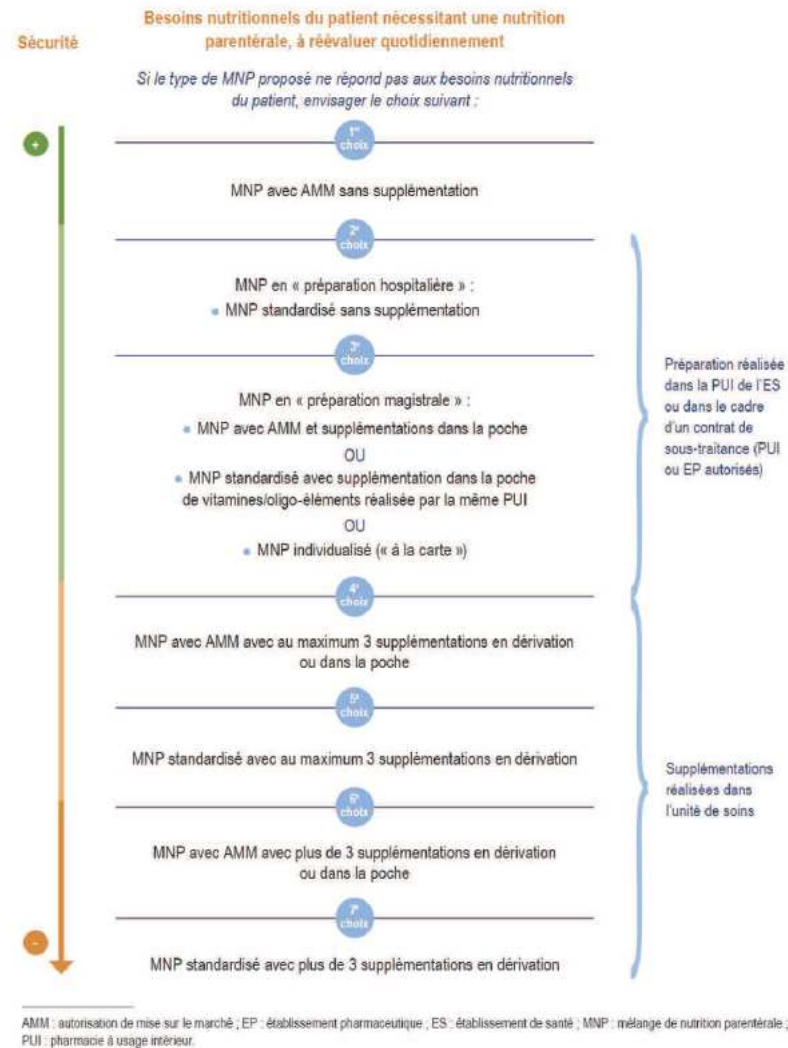 Sécurité
Besoins nutritionnels du patient nécessitant une nutrition
parentérale, à réévaluer quotidiennement
Si le type de MNP proposé ne répond pas aux besoins nutritionnels
du patient, envisager le choix suivant :
+
1er
choix
MNP avec AMM sans supplémentation
2e
choix
MNP en « préparation hospitalière » :
• MNP standardisé sans supplémentation
3e
choix
MNP en « préparation magistrale » :
• MNP avec AMM et supplémentations dans la poche
OU
• MNP standardisé avec supplémentation dans la poche
de vitamines/oligo-éléments réalisée par la même PUI
OU
• MNP individualisé (« à la carte »)
Préparation réalisée
dans la PUI de l'ES
ou dans le cadre
d'un contrat de
sous-traitance (PUI
ou EP autorisés)
4e
choix
MNP avec AMM avec au maximum 3 supplémentations en dérivation
ou dans la poche
5e
choix
MNP standardisé avec au maximum 3 supplémentations en dérivation
6e
choix
MNP avec AMM avec plus de 3 supplémentations en dérivation
ou dans la poche
7e
choix
MNP standardisé avec plus de 3 supplémentations en dérivation
Supplémentations
réalisées dans
l'unité de soins
-
AMM : autorisation de mise sur le marché ; EP : établissement pharmaceutique ; ES : établissement de santé ; MNP : mélange de nutrition parentérale ;
PUI : pharmacie à usage intérieur.